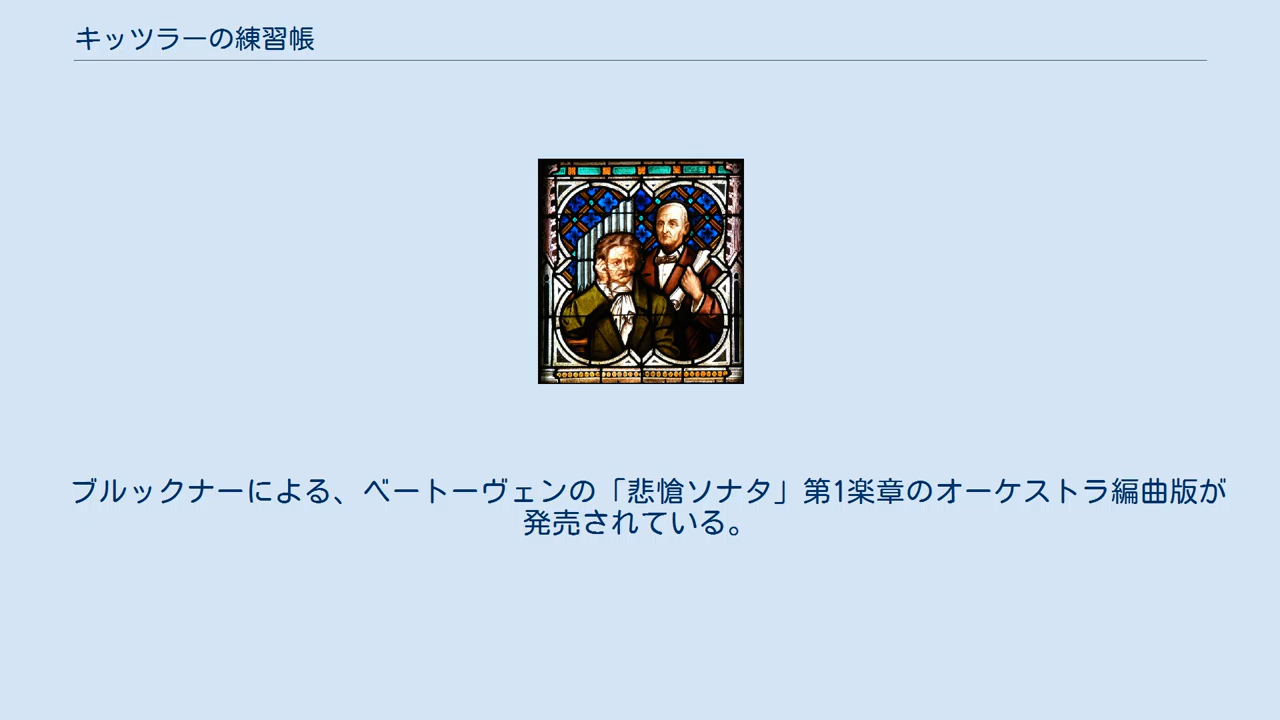 キッツラーの練習帳
ブルックナーによる、ベートーヴェンの「悲愴ソナタ」第1楽章のオーケストラ編曲版が
発売されている。